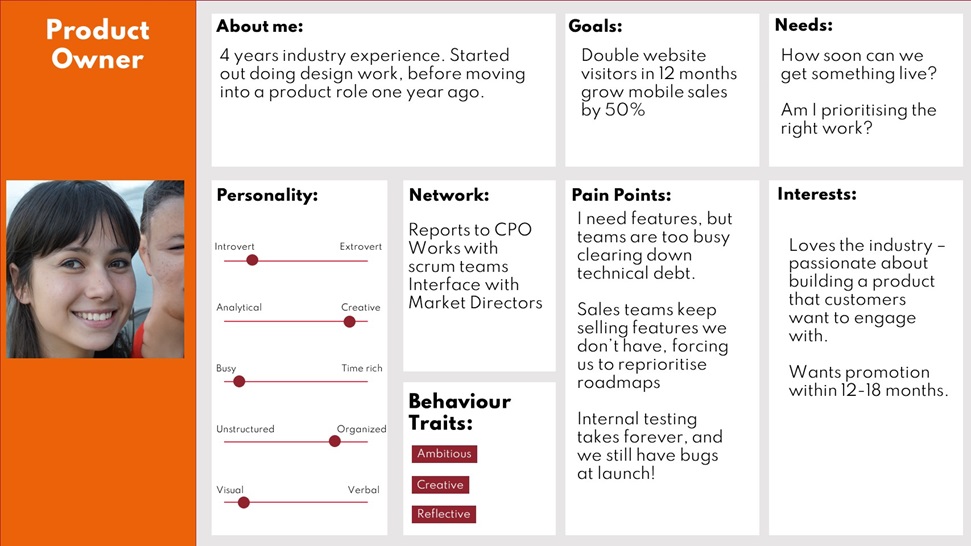 Product
Owner
About me:
4 years industry experience. Started
out doing design work, before moving
into a product role one year ago.
Goals:
Double website
visitors in 12 months
grow mobile sales
by 50%
Needs:
How soon can we
get something live?
Am I prioritising the
right work?
Personality:
Introvert Extrovert
Analytical Creative
Busy Time rich
Unstructured Organized
Visual Verbal
Network:
Reports to CPO
Works with
scrum teams
Interface with
Market Directors
Behaviour
Traits:
Ambitious
Creative
Reflective
Pain Points:
I need features, but
teams are too busy
clearing down
technical debt.
Sales teams keep
selling features we
don't have, forcing
us to reprioritise
roadmaps
Internal testing
takes forever, and
we still have bugs
at launch!
Interests:
Loves the industry –
passionate about
building a product
that customers
want to engage
with.
Wants promotion
within 12-18 months.